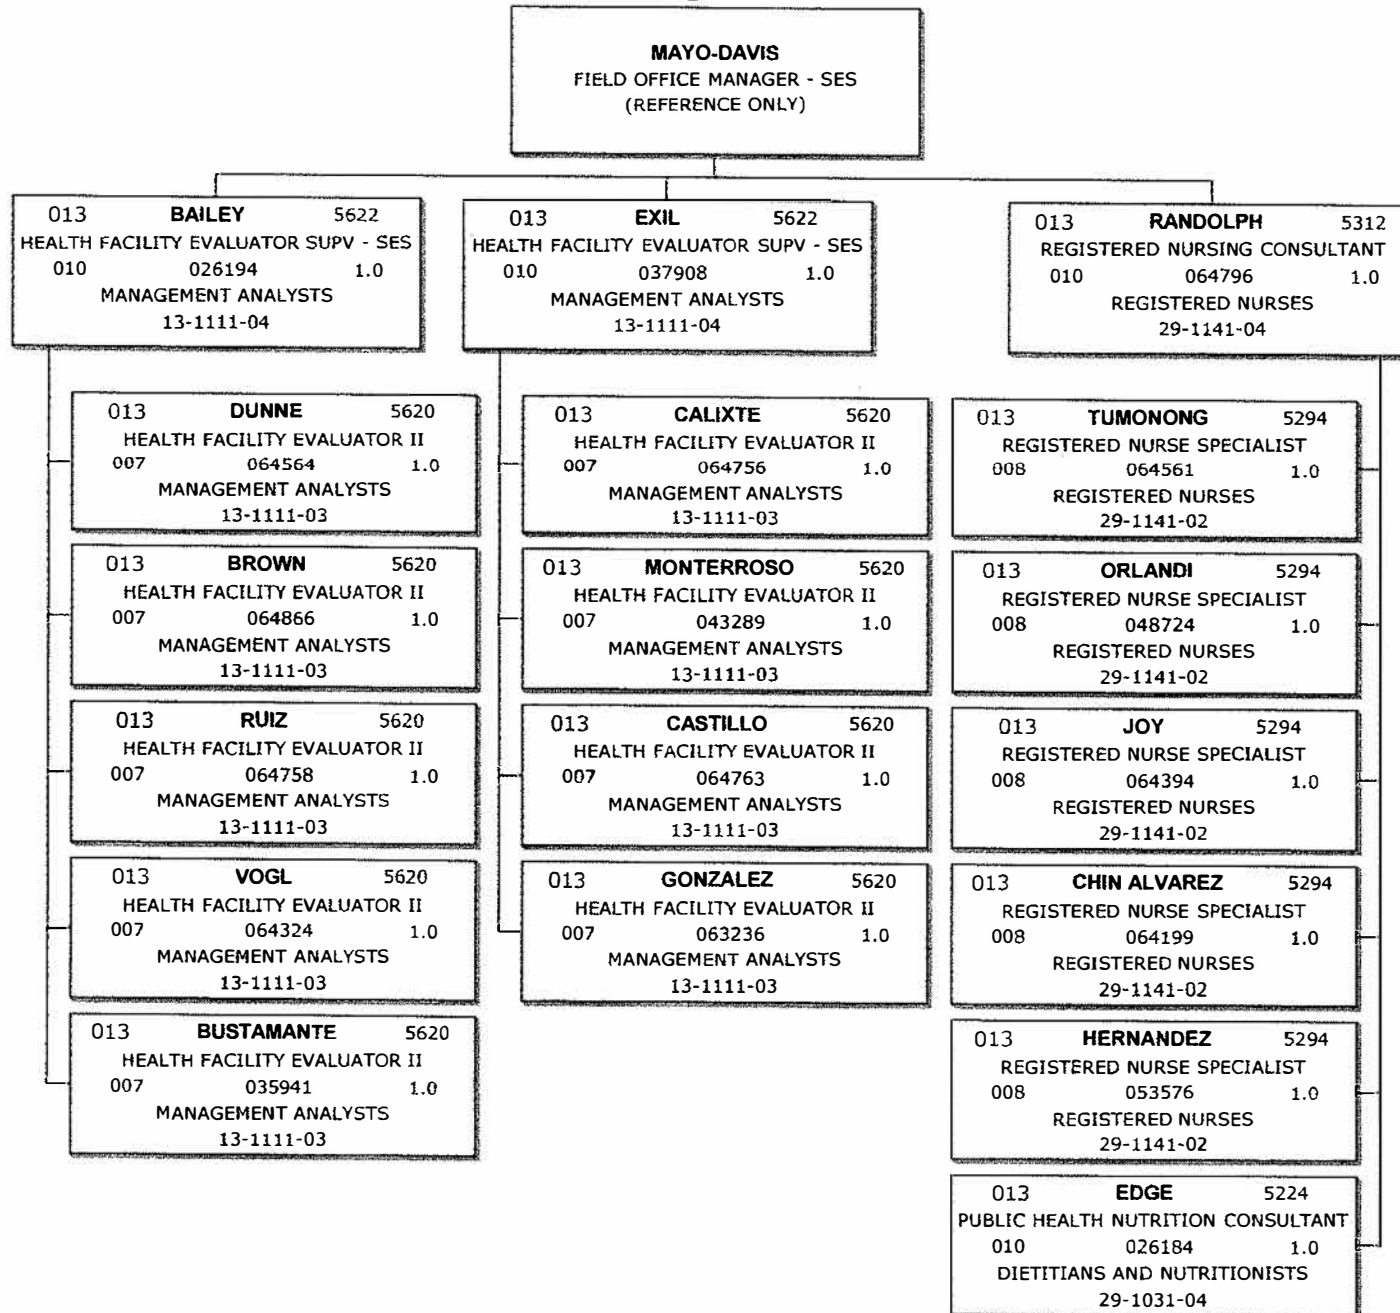 MAYO-DAVIS
FIELD OFFICE MANAGER - SES
(REFERENCE ONLY)
013 BAILEY 5622
HEALTH FACILITY EVALUATOR SUPV - SES
010 026194 1.0
MANAGEMENT ANALYSTS
13-1111-04
013 DUNNE 5620
HEALTH FACILITY EVALUATOR II
007 064564 1.0
MANAGEMENT ANALYSTS
13-1111-03
013 BROWN 5620
HEALTH FACILITY EVALUATOR II
007 064866 1.0
MANAGEMENT ANALYSTS
13-1111-03
013 RUIZ 5620
HEALTH FACILITY EVALUATOR II
007 064758 1.0
MANAGEMENT ANALYSTS
13-1111-03
013 VOGL 5620
HEALTH FACILITY EVALUATOR II
007 064324 1.0
MANAGEMENT ANALYSTS
13-1111-03
013 BUSTAMANTE 5620
HEALTH FACILITY EVALUATOR II
007 035941 1.0
MANAGEMENT ANALYSTS
13-1111-03
013 EXIL 5622
HEALTH FACILITY EVALUATOR SUPV - SES
010 037908 1.0
MANAGEMENT ANALYSTS
13-1111-04
013 CALIXTE 5620
HEALTH FACILITY EVALUATOR II
007 064756 1.0
MANAGEMENT ANALYSTS
13-1111-03
013 MONTERROSO 5620
HEALTH FACILITY EVALUATOR II
007 043289 1.0
MANAGEMENT ANALYSTS
13-1111-03
013 CASTILLO 5620
HEALTH FACILITY EVALUATOR II
007 064763 1.0
MANAGEMENT ANALYSTS
13-1111-03
013 GONZALEZ 5620
HEALTH FACILITY EVALUATOR II
007 063236 1.0
MANAGEMENT ANALYSTS
13-1111-03
013 RANDOLPH 5312
REGISTERED NURSING CONSULTANT
010 064796 1.0
REGISTERED NURSES
29-1141-04
013 TUMONONG 5294
REGISTERED NURSE SPECIALIST
008 064561 1.0
REGISTERED NURSES
29-1141-02
013 ORLANDI 5294
REGISTERED NURSE SPECIALIST
008 048724 1.0
REGISTERED NURSES
29-1141-02
013 JOY 5294
REGISTERED NURSE SPECIALIST
008 064394 1.0
REGISTERED NURSES
29-1141-02
013 CHIN ALVAREZ 5294
REGISTERED NURSE SPECIALIST
008 064199 1.0
REGISTERED NURSES
29-1141-02
013 HERNANDEZ 5294
REGISTERED NURSE SPECIALIST
008 053576 1.0
REGISTERED NURSES
29-1141-02
013 EDGE 5224
PUBLIC HEALTH NUTRITION CONSULTANT
010 026184 1.0
DIETITIANS AND NUTRITIONISTS
29-1031-04